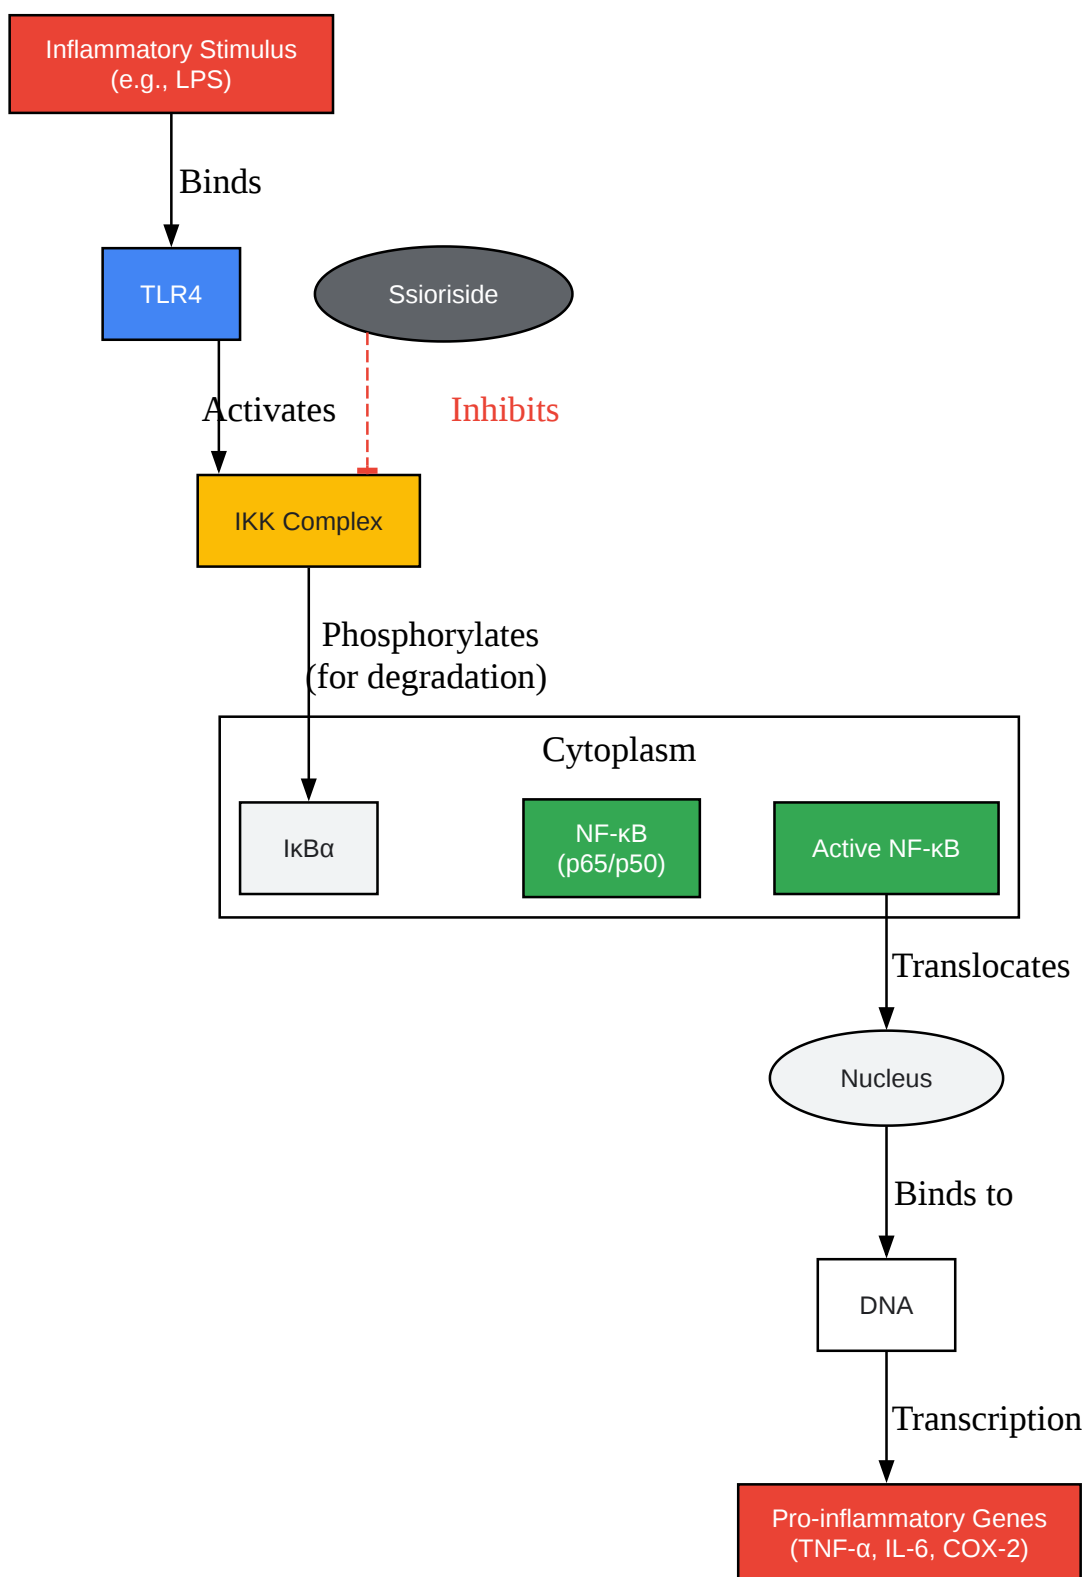 Inflammatory Stimulus
(e.g., LPS)
Binds
TLR4
Ssioriside
Activates
Inhibits
IKK Complex
Phosphorylates
(for degradation)
Cytoplasm
IκBα
NF-κB
(p65/p50)
Active NF-κB
Translocates
Nucleus
Binds to
DNA
Transcription
Pro-inflammatory Genes
(TNF-α, IL-6, COX-2)